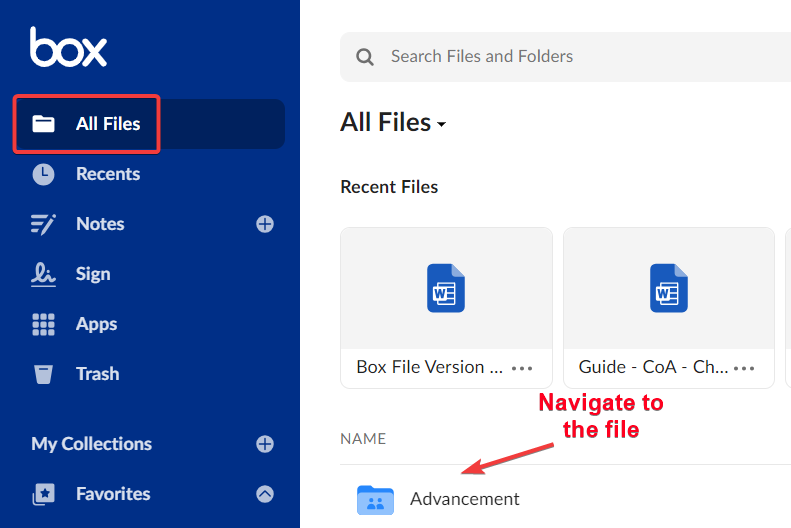 box
All Files
Recents
Notes
Sign
Apps
Trash
My Collections
Favorites
Search Files and Folders
All Files
Recent Files
W
Box File Version ...
W
Guide - CoA - Ch...
Navigate to
the file
NAME
Advancement